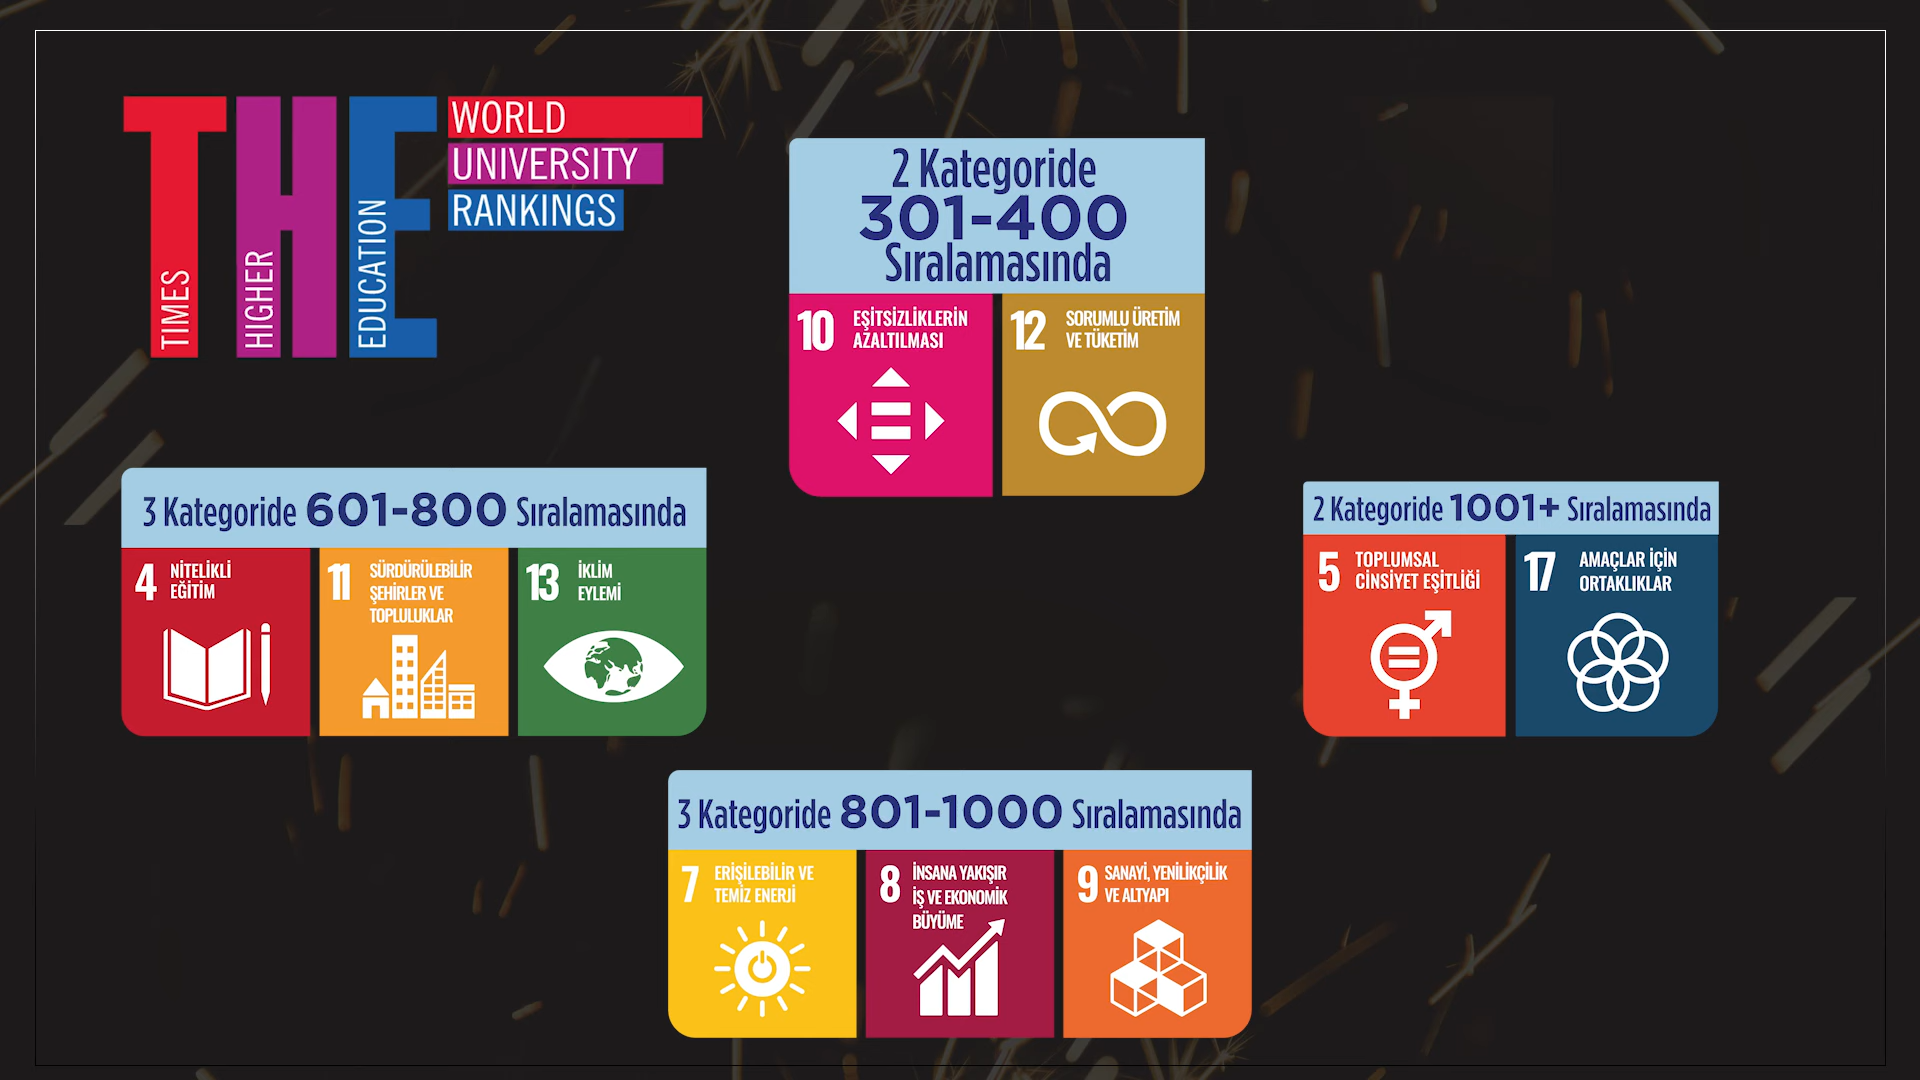 TIMES
HIGHER
EDUCATION
WORLD
UNIVERSITY
RANKINGS
2 Kategoride
301-400
Sıralamasında
10 EŞİTSİZLİKLERİN
AZALTILMASI
12 SORUMLU ÜRETİM
VE TÜKETİM
3 Kategoride 601-800 Sıralamasında
4 NİTELİKLİ
EĞİTİM
11 SÜRDÜRÜLEBİLİR
ŞEHİRLER VE
TOPLULUKLAR
13 İKLİM
EYLEMİ
2 Kategoride 1001+ Sıralamasında
5 TOPLUMSAL
CİNSİYET EŞİTLİĞİ
17 AMAÇLAR İÇİN
ORTAKLIKLAR
3 Kategoride 801-1000 Sıralamasında
7 ERİŞİLEBİLİR VE
TEMİZ ENERJİ
8 İNSANA YAKIŞIR
İŞ VE EKONOMİK
BÜYÜME
9 SANAYİ, YENİLİKÇİLİK
VE ALTYAPI